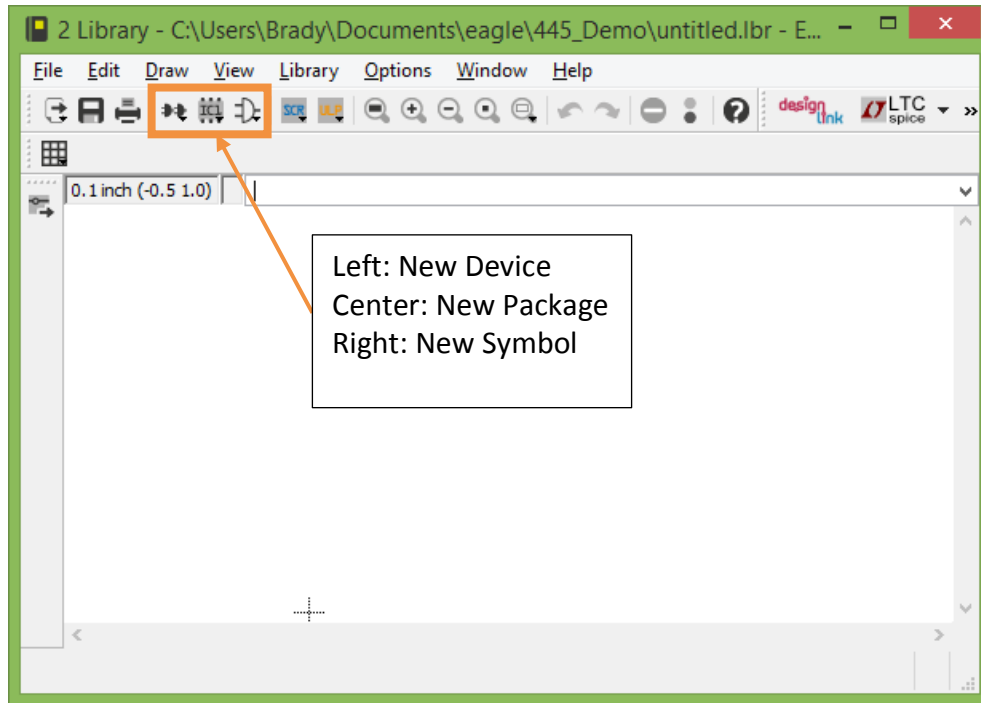 2 Library - C:\Users\Brady\Documents\eagle\445_Demo\untitled.lbr - E...
File Edit Draw View Library Options Window Help
SCR ULP design link LTC spice
0.1 inch (-0.5 1.0)
Left: New Device
Center: New Package
Right: New Symbol